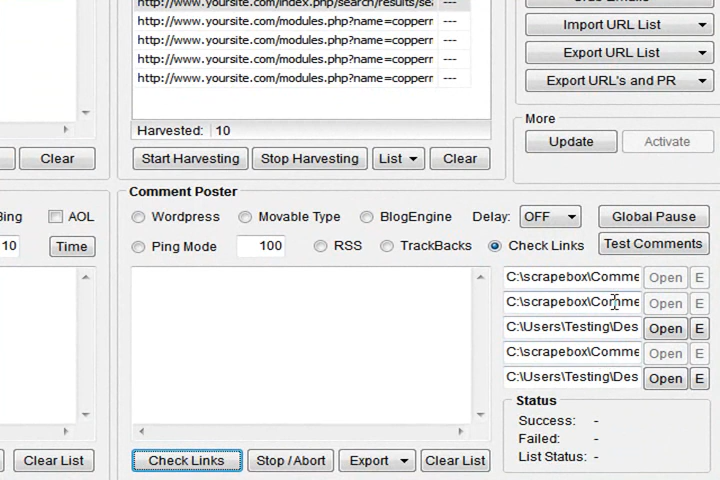 http://www.yoursite.com/index.php/search/results/se ---
http://www.yoursite.com/modules.php?name=copperm ---
http://www.yoursite.com/modules.php?name=copperm ---
http://www.yoursite.com/modules.php?name=copperm ---
http://www.yoursite.com/modules.php?name=copperm ---
Harvested: 10
Clear
Start Harvesting Stop Harvesting List Clear
Import URL List
Export URL List
Export URL's and PR
More
Update Activate
Bing AOL
10 Time
Clear List
Comment Poster
Wordpress Movable Type BlogEngine Delay: OFF Global Pause
Ping Mode 100 RSS TrackBacks Check Links Test Comments
C:\scrapebox\Comme Open E
C:\scrapebox\Comme Open E
C:\Users\Testing\Des Open E
C:\scrapebox\Comme Open E
C:\Users\Testing\Des Open E
Status
Success: -
Failed: -
List Status: -
Check Links Stop / Abort Export Clear List